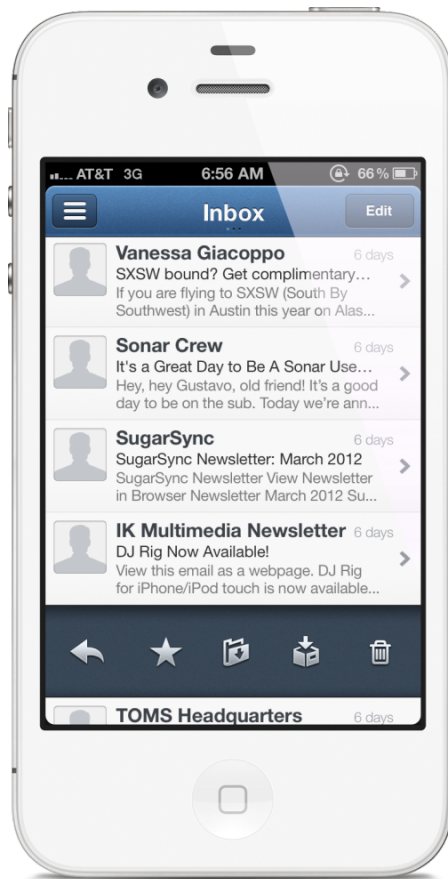 AT&T 3G 6:56 AM 66%
Inbox Edit
Vanessa Giacoppo 6 days
SXSW bound? Get complimentary...
If you are flying to SXSW (South By
Southwest) in Austin this year on Alas...
Sonar Crew 6 days
It's a Great Day to Be A Sonar Use...
Hey, hey Gustavo, old friend! It's a good
day to be on the sub. Today we're ann...
SugarSync 6 days
SugarSync Newsletter: March 2012
SugarSync Newsletter View Newsletter
in Browser Newsletter March 2012 Su...
IK Multimedia Newsletter 6 days
DJ Rig Now Available!
View this email as a webpage. DJ Rig
for iPhone/iPod touch is now available...
TOMS Headquarters 6 days